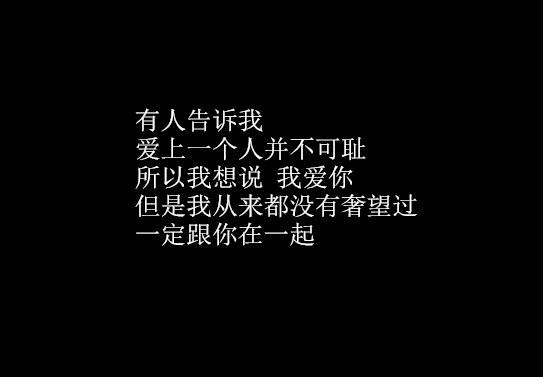 有人告诉我
爱上一个人并不可耻
所以我想说 我爱你
但是我从来都没有奢望过
一定跟你在一起